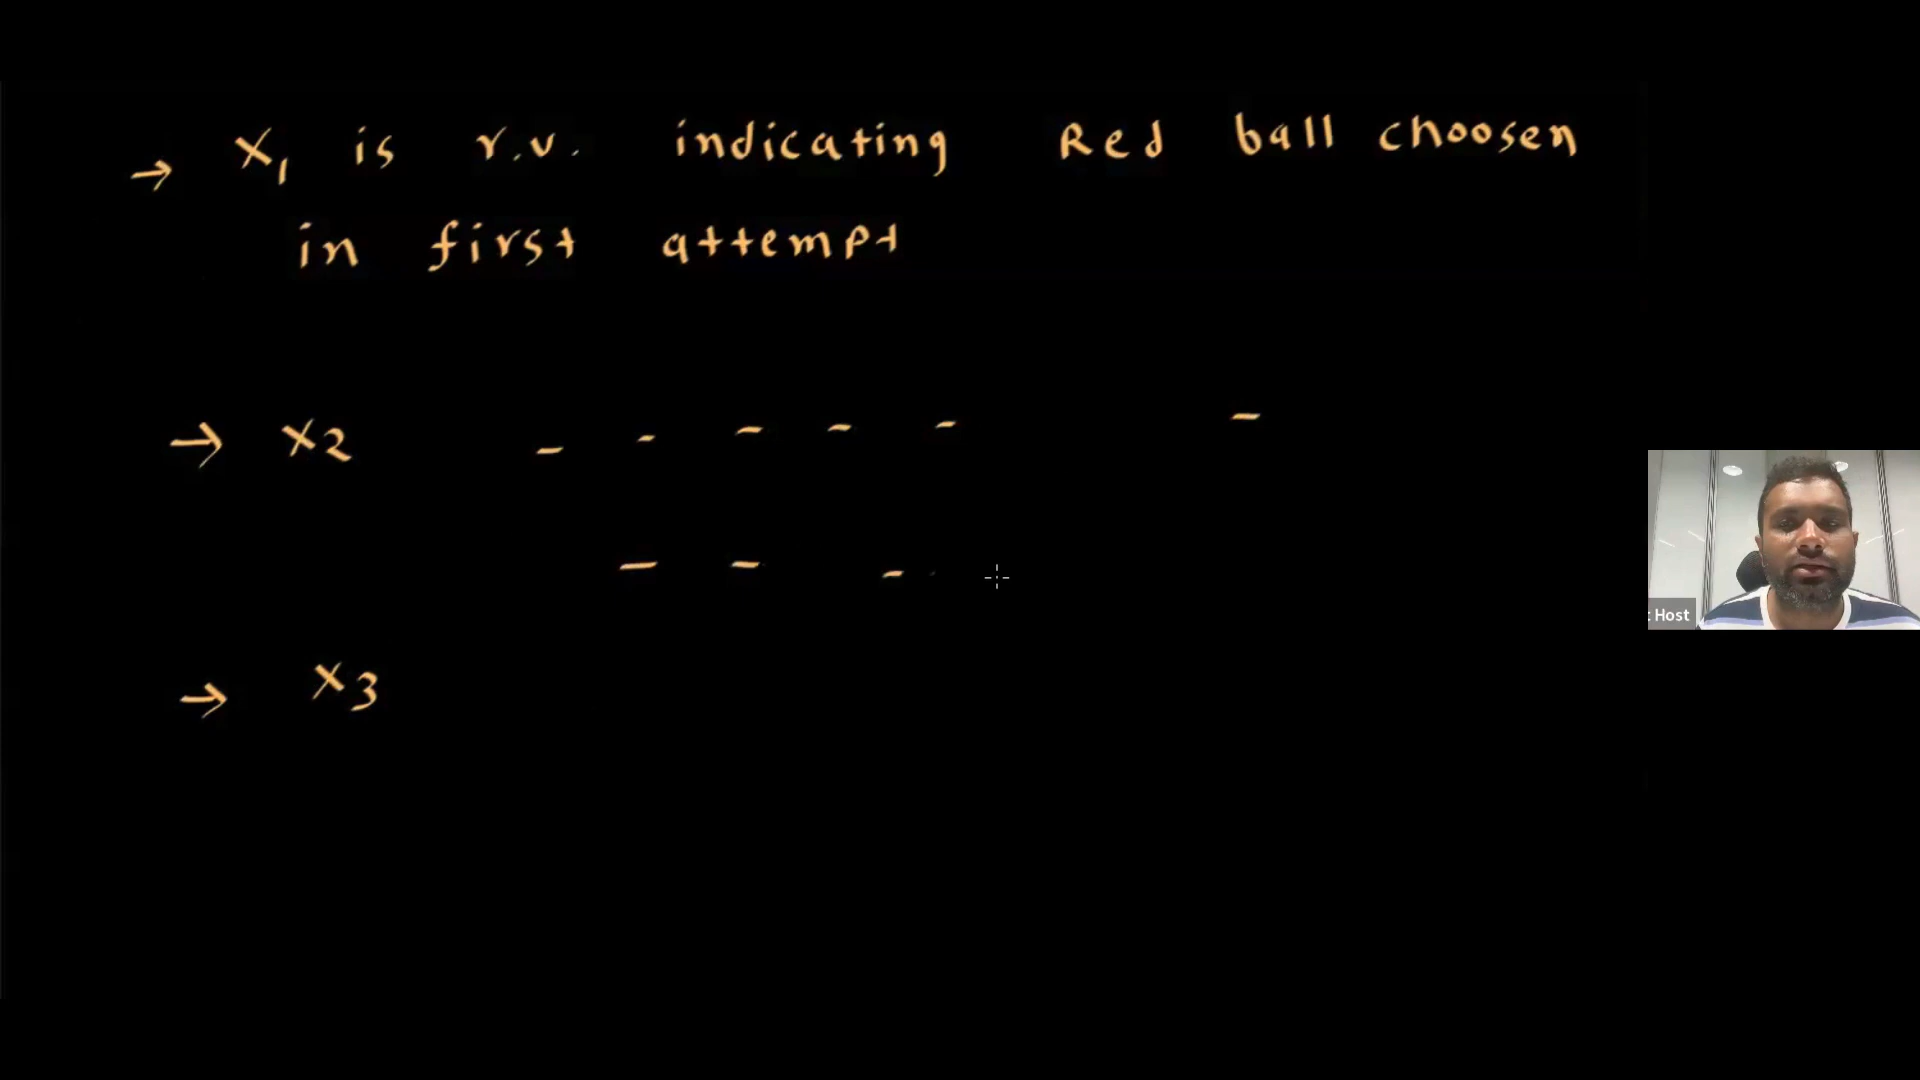 → X1 is r.v. indicating Red ball choosen
in first attempt
→ X2 - - - - - -
- - -
→ X3
: Host